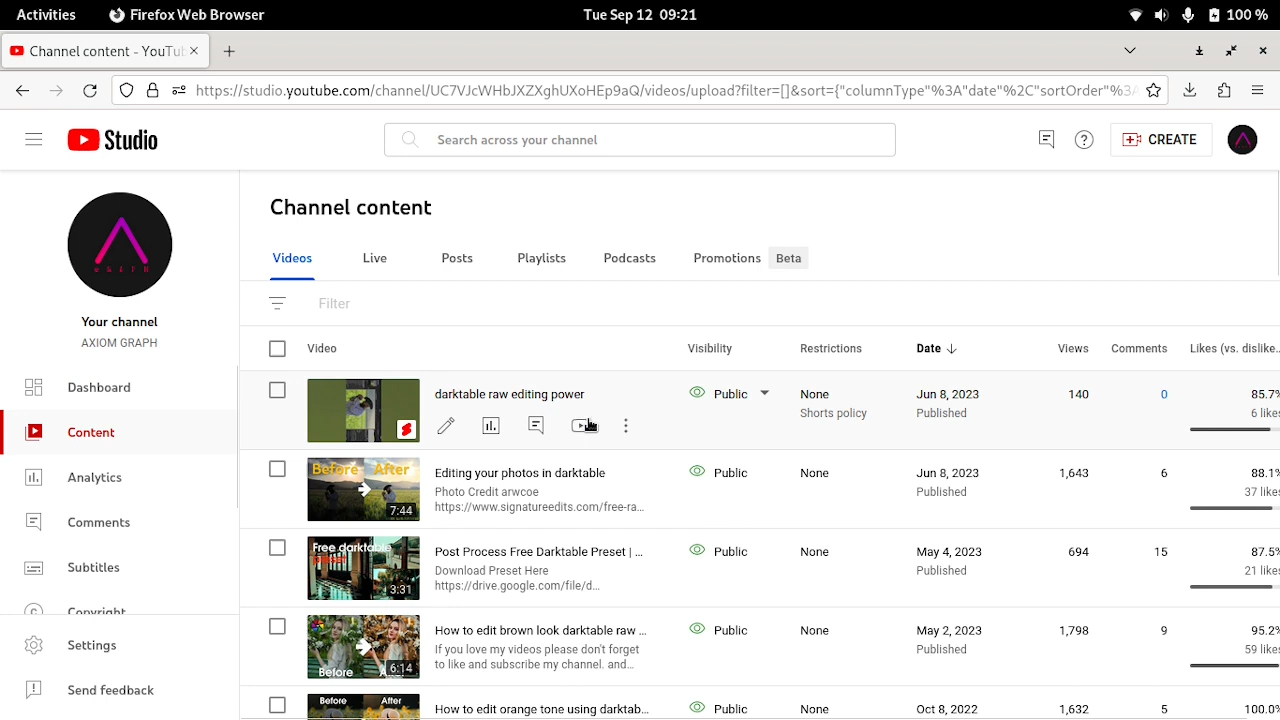 Activities Firefox Web Browser Tue Sep 12 09:21 100 %
Channel content - YouTub
https://studio.youtube.com/channel/UC7VJcWHbJXZXghUXoHEp9aQ/videos/upload?filter=[]&sort={"columnType"%3A"date"%2C"sortOrder"%3A
Studio
Search across your channel
CREATE
Channel content
Videos Live Posts Playlists Podcasts Promotions Beta
Your channel
AXIOM GRAPH
Dashboard
Content
Analytics
Comments
Subtitles
Copyright
Settings
Send feedback
Filter
Video Visibility Restrictions Date Views Comments Likes (vs. dislike..
darktable raw editing power Public None Jun 8, 2023 140 0 85.7%
Shorts policy Published 6 likes
Before After
7:44
Editing your photos in darktable Public None Jun 8, 2023 1,643 6 88.1%
Photo Credit arwcoe Published 37 likes
https://www.signatureedits.com/free-ra...
Free darktable
3:31
Post Process Free Darktable Preset | ... Public None May 4, 2023 694 15 87.5%
Download Preset Here Published 21 likes
https://drive.google.com/file/d...
Before After
6:14
How to edit brown look darktable raw ... Public None May 2, 2023 1,798 9 95.2%
If you love my videos please don't forget Published 59 likes
to like and subscribe my channel, and...
Before After
How to edit orange tone using darktab... Public None Oct 8, 2022 1,632 5 100.0%